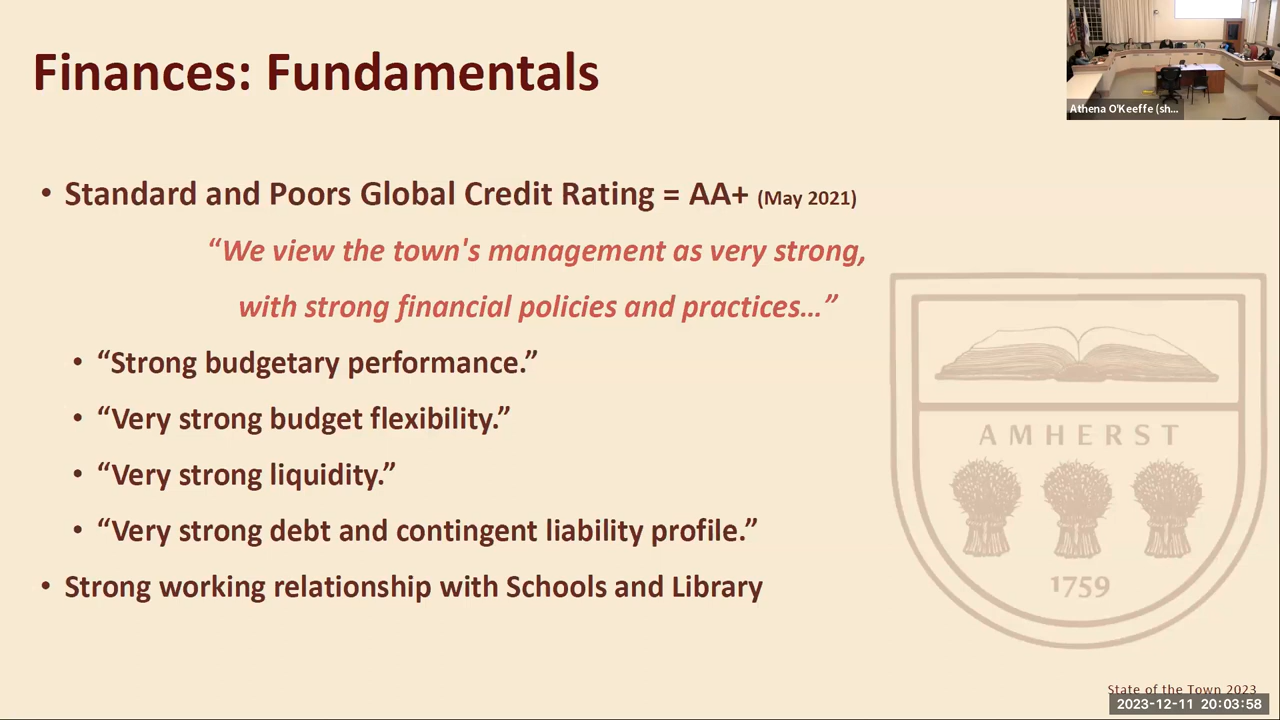 Finances: Fundamentals
Athena O'Keeffe (sh...
• Standard and Poors Global Credit Rating = AA+ (May 2021)
“We view the town's management as very strong,
with strong financial policies and practices…”
• “Strong budgetary performance.”
• “Very strong budget flexibility.”
• “Very strong liquidity.”
• “Very strong debt and contingent liability profile.”
• Strong working relationship with Schools and Library
AMHERST
1759
State of the Town 2023
2023-12-11 20:03:58